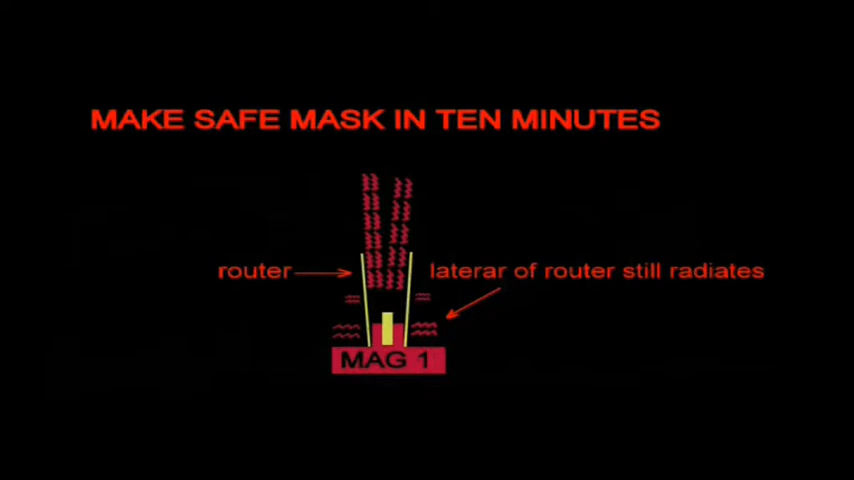 MAKE SAFE MASK IN TEN MINUTES
router
laterar of router still radiates
MAG 1